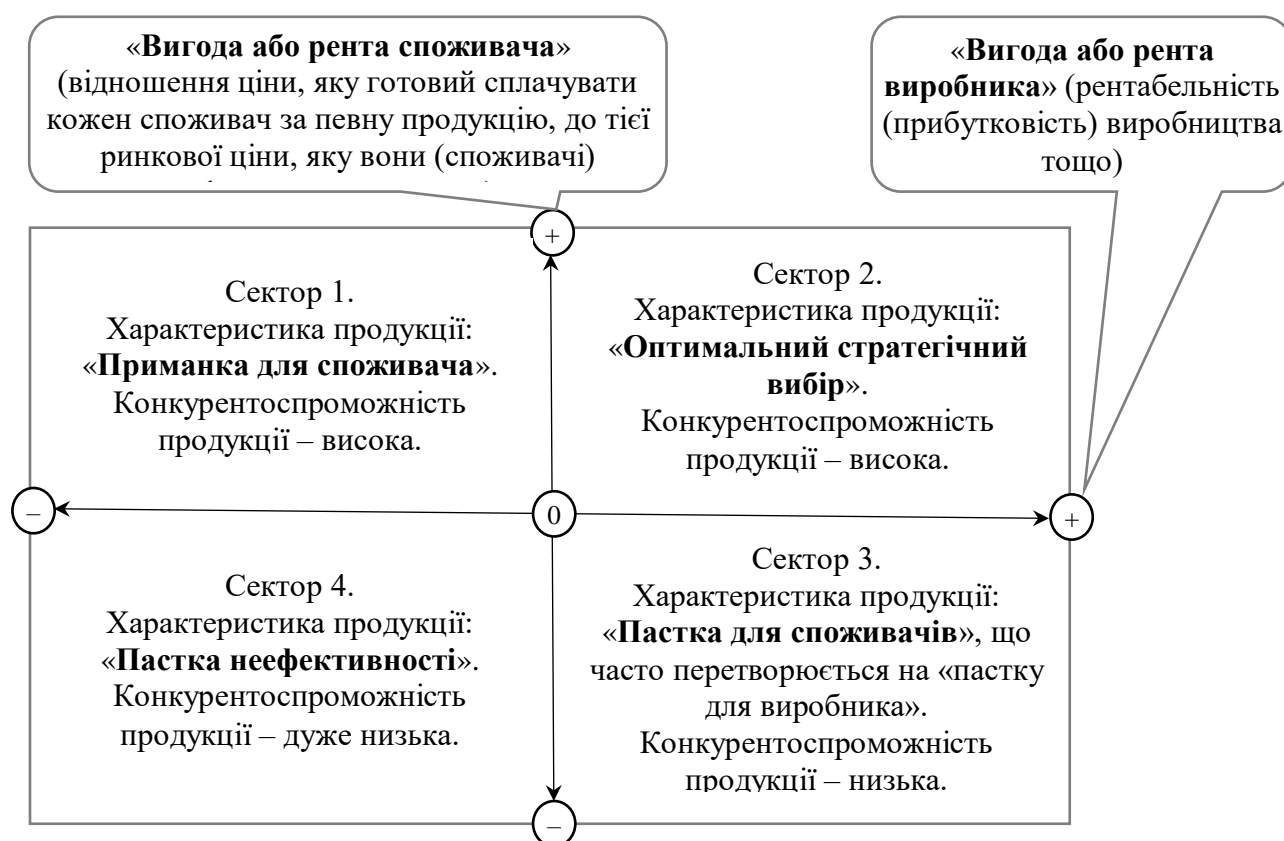 «Вигода або рента споживача»
(відношення ціни, яку готовий сплачувати
кожен споживач за певну продукцію, до тієї
ринкової ціни, яку вони (споживачі)
«Вигода або рента
виробника» (рентабельність
(прибутковість) виробництва
тощо)
+
Сектор 1.
Характеристика продукції:
«Приманка для споживача».
Конкурентоспроможність
продукції – висока.
Сектор 2.
Характеристика продукції:
«Оптимальний стратегічний
вибір».
Конкурентоспроможність
продукції – висока.
–
0
+
Сектор 4.
Характеристика продукції:
«Пастка неефективності».
Конкурентоспроможність
продукції – дуже низька.
Сектор 3.
Характеристика продукції:
«Пастка для споживачів», що
часто перетворюється на «пастку
для виробника».
Конкурентоспроможність
продукції – низька.
–